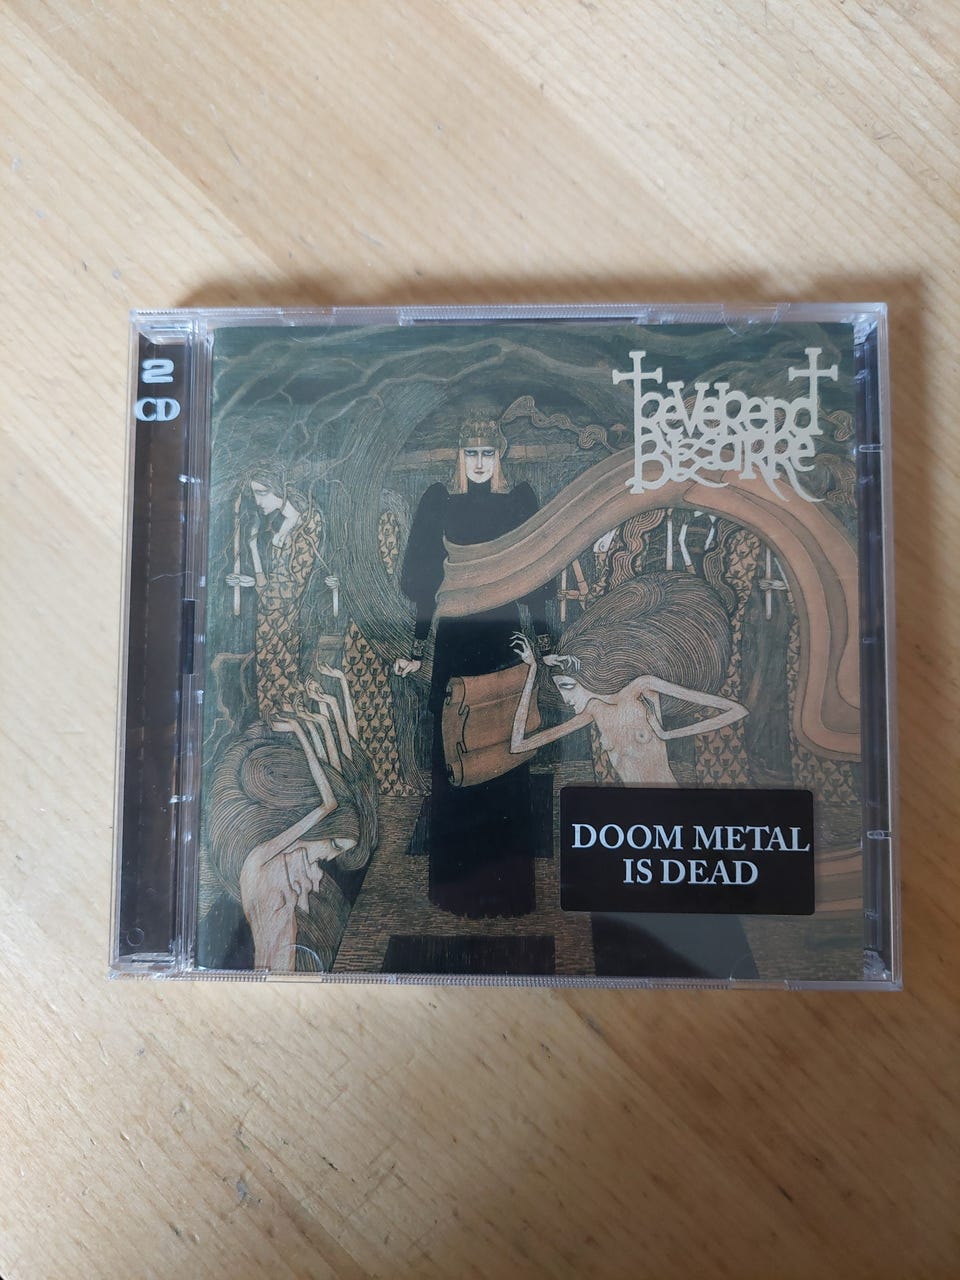 2
CD
Reverend
Bizarre
DOOM METAL
IS DEAD